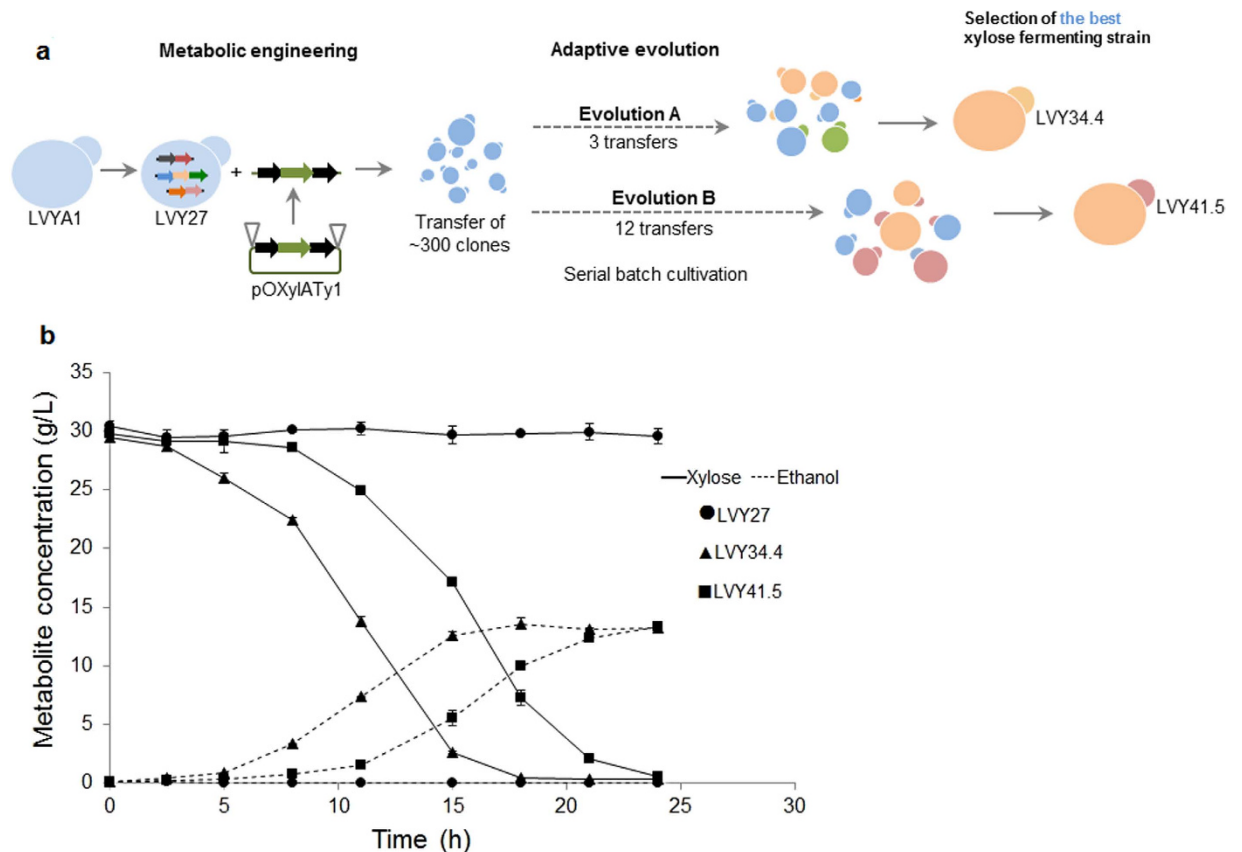 a
Metabolic engineering
Adaptive evolution
Selection of the best
xylose fermenting strain
LVYA1
LVY27
+
pOXylATy1
Transfer of
~300 clones
Evolution A
3 transfers
Evolution B
12 transfers
Serial batch cultivation
LVY34.4
LVY41.5
b
Metabolite concentration (g/L)
35
30
25
20
15
10
5
0
0 5 10 15 20 25 30
Time (h)
Xylose Ethanol
LVY27
LVY34.4
LVY41.5